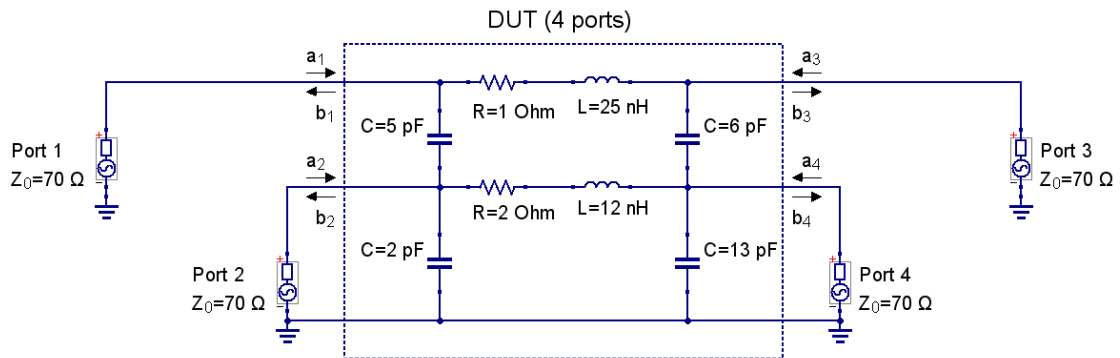 DUT (4 ports)
a1
a3
b1
b3
R=1 Ohm
L=25 nH
C=5 pF
C=6 pF
Port 1
Z0=70 Ω
+
-
Port 3
Z0=70 Ω
+
-
a2
a4
b2
b4
R=2 Ohm
L=12 nH
C=2 pF
C=13 pF
Port 2
Z0=70 Ω
+
-
Port 4
Z0=70 Ω
+
-